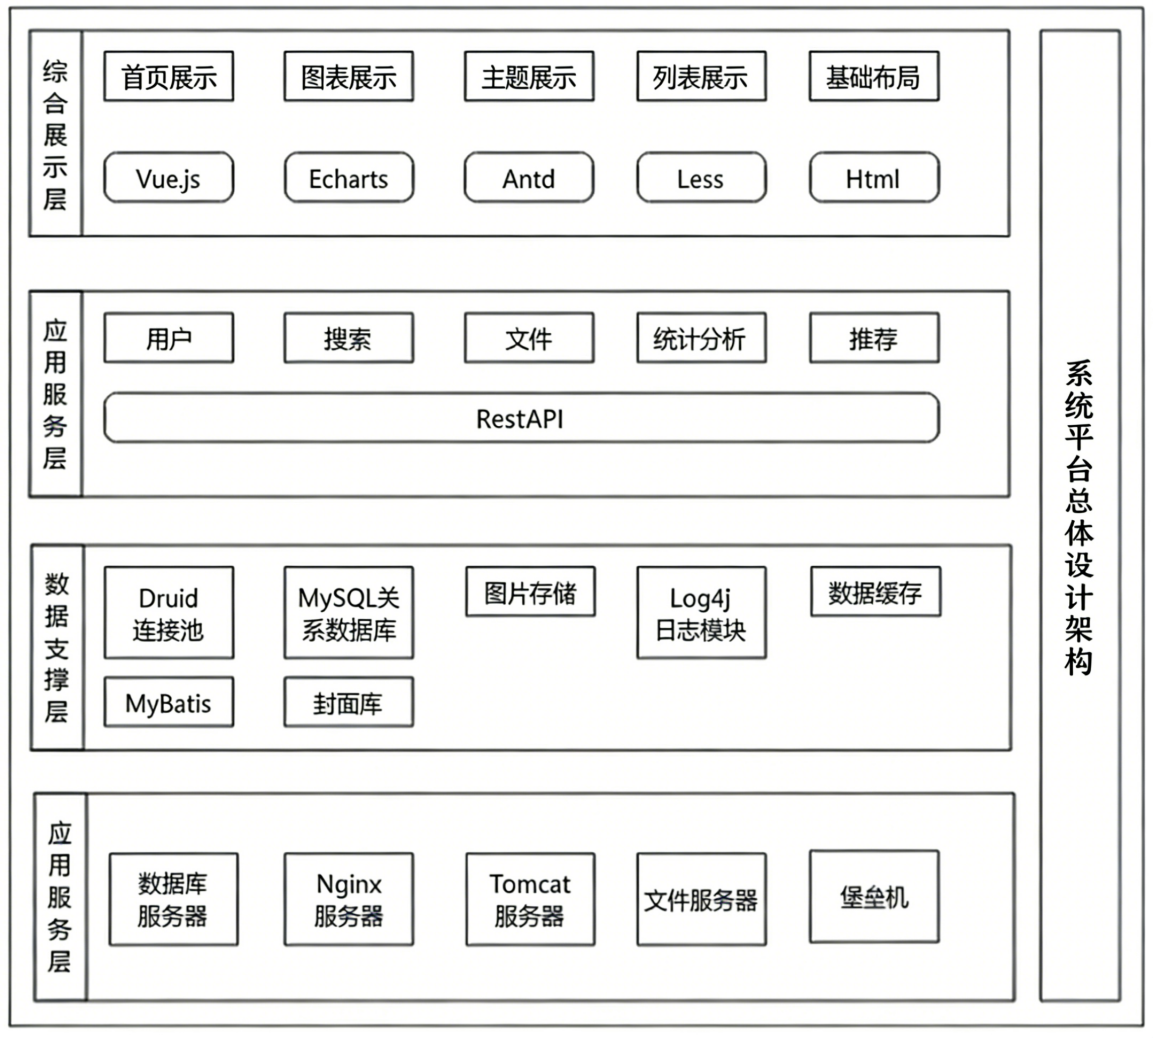 综合展示层
首页展示
图表展示
主题展示
列表展示
基础布局
Vue.js
Echarts
Antd
Less
Html
应用服务层
用户
搜索
文件
统计分析
推荐
RestAPI
数据支撑层
Druid
连接池
MySQL关
系数据库
图片存储
Log4j
日志模块
数据缓存
MyBatis
封面库
应用服务层
数据库
服务器
Nginx
服务器
Tomcat
服务器
文件服务器
堡垒机
系统平台总体设计架构